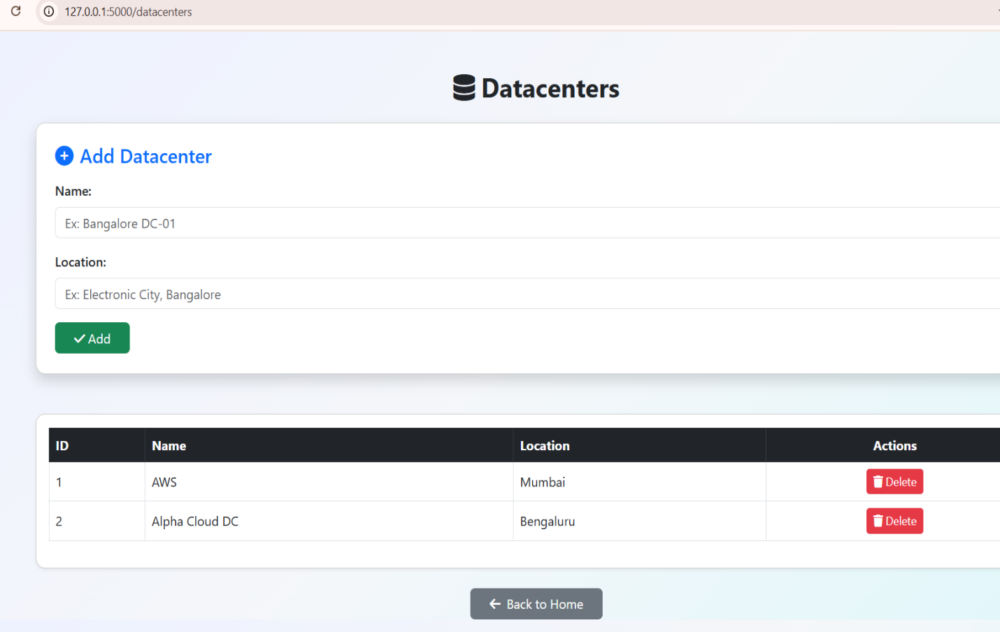 127.0.0.1:5000/datacenters
Datacenters
Add Datacenter
Name:
Ex: Bangalore DC-01
Location:
Ex: Electronic City, Bangalore
Add
ID Name Location Actions
1 AWS Mumbai Delete
2 Alpha Cloud DC Bengaluru Delete
Back to Home